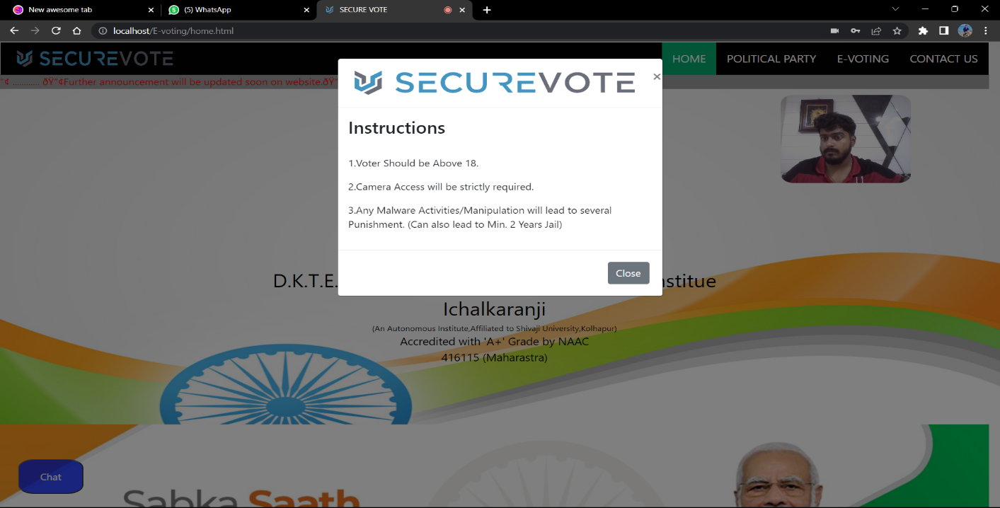 New awesome tab
(5) WhatsApp
SECURE VOTE
localhost/E-voting/home.html
SECUREVOTE
HOME
POLITICAL PARTY
E-VOTING
CONTACT US
"¢ ............ ðŸ"¢Further announcement will be updated soon on website.ðŸ"
SECUREVOTE
×
Instructions
1.Voter Should be Above 18.
2.Camera Access will be strictly required.
3.Any Malware Activities/Manipulation will lead to several
Punishment. (Can also lead to Min. 2 Years Jail)
Close
D.K.T.E. nstitue
Ichalkaranji
(An Autonomous Institute,Affiliated to Shivaji University,Kolhapur)
Accredited with 'A+' Grade by NAAC
416115 (Maharastra)
Chat
Sabka Saath